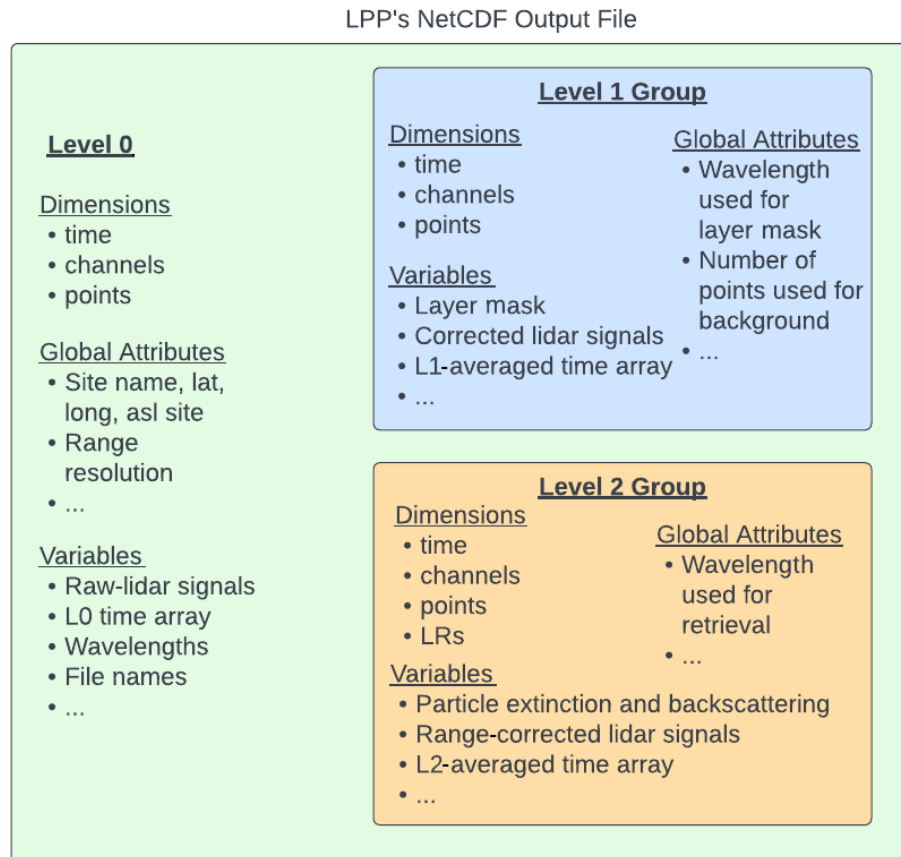 LPP's NetCDF Output File
Level 0
Dimensions
• time
• channels
• points
Global Attributes
• Site name, lat,
long, asl site
• Range
resolution
• ...
Variables
• Raw-lidar signals
• L0 time array
• Wavelengths
• File names
• ...
Level 1 Group
Dimensions
• time
• channels
• points
Variables
• Layer mask
• Corrected lidar signals
• L1-averaged time array
• ...
Global Attributes
• Wavelength
used for
layer mask
• Number of
points used for
background
• ...
Level 2 Group
Dimensions
• time
• channels
• points
• LRs
Global Attributes
• Wavelength
used for
retrieval
• ...
Variables
• Particle extinction and backscattering
• Range-corrected lidar signals
• L2-averaged time array
• ...